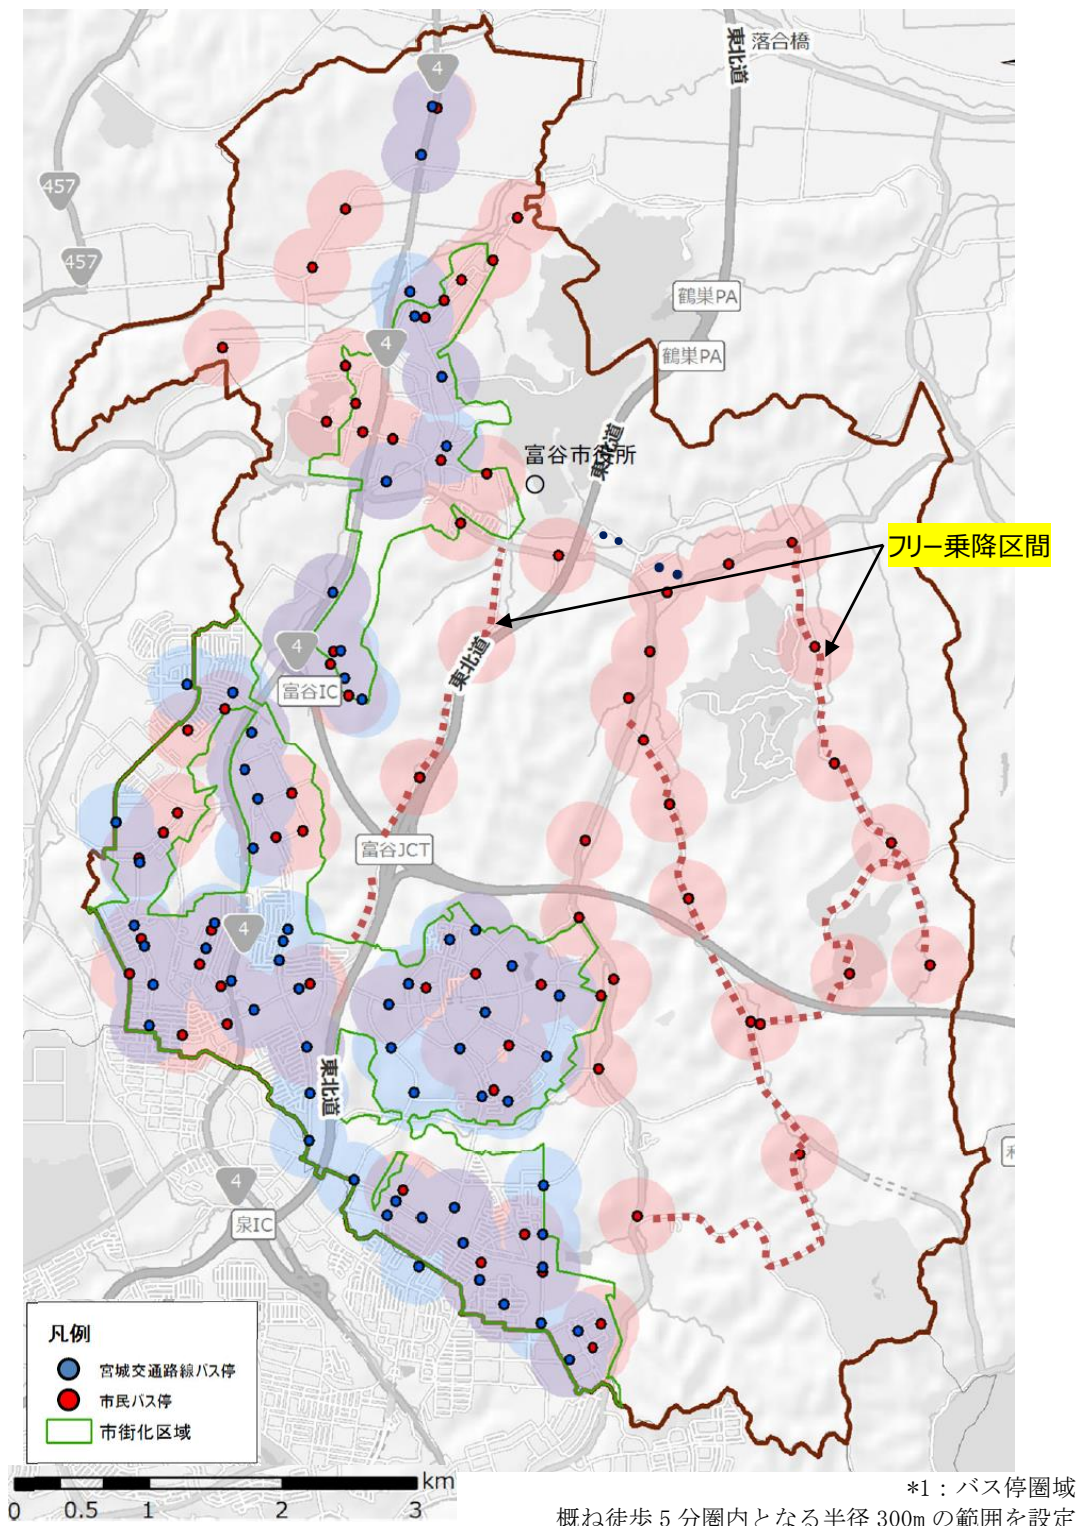 4
東北道
落合橋
457
457
鶴巣PA
4
鶴巣PA
東北道
富谷市役所
フリー乗降区間
4
東北道
富谷IC
富谷JCT
4
東北道
4
泉IC
凡例
宮城交通路線バス停
市民バス停
市街化区域
km
0 0.5 1 2 3
*1：バス停圏域
概ね徒歩5分圏内となる半径300mの範囲を設定